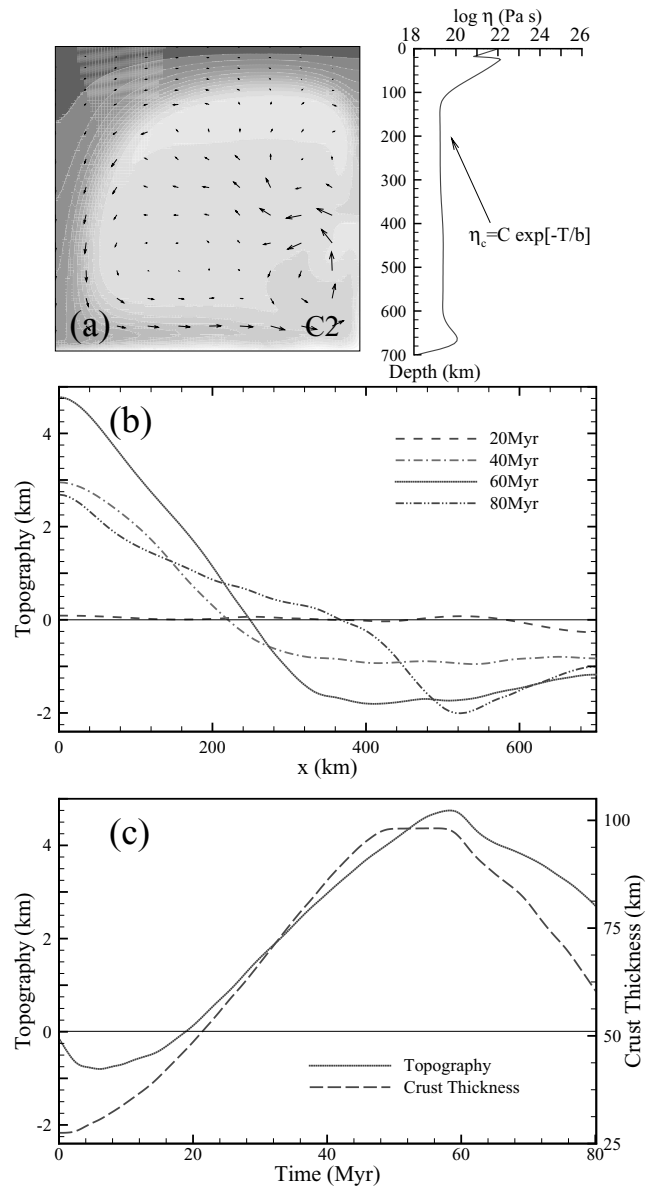 log η (Pa s)
18 20 22 24 26
0
100
200
300
400
500
600
700
Depth (km)
η_c=C exp[-T/b]
(a)
C2
(b)
20Myr
40Myr
60Myr
80Myr
Topography (km)
4
2
0
-2
0 200 400 600
x (km)
(c)
Topography (km)
4
2
0
-2
Topography
Crust Thickness
Crust Thickness (km)
100
75
50
25
0 20 40 60 80
Time (Myr)